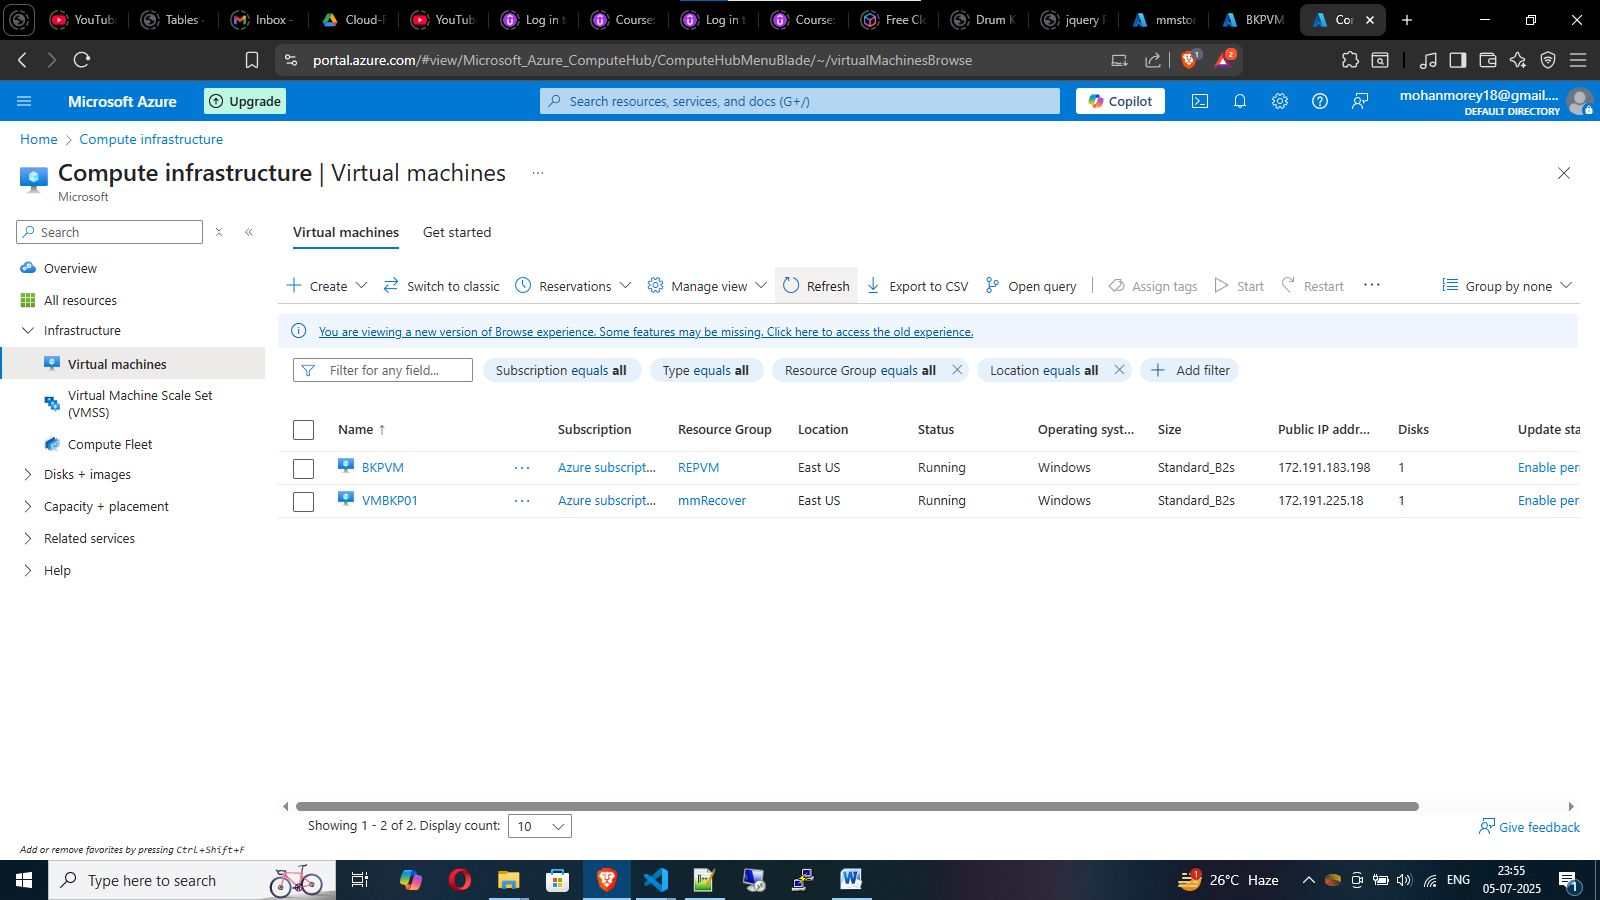 YouTub
Tables -
Inbox -
Cloud-F
YouTub
Log in t
Course
Log in t
Course
Free Cl
Drum K
jquery
mmstor
BKPVM
Cor
portal.azure.com/#view/Microsoft_Azure_ComputeHub/ComputeHubMenuBlade/~/virtualMachinesBrowse
1
2
Microsoft Azure
Upgrade
Search resources, services, and docs (G+/)
Copilot
mohanmorey18@gmail....
DEFAULT DIRECTORY
Home > Compute infrastructure
Compute infrastructure | Virtual machines
...
Microsoft
Search
Overview
All resources
Infrastructure
Virtual machines
Virtual Machine Scale Set
(VMSS)
Compute Fleet
Disks + images
Capacity + placement
Related services
Help
Add or remove favorites by pressing Ctrl+Shift+F
Virtual machines Get started
Create Switch to classic Reservations Manage view Refresh Export to CSV Open query Assign tags Start Restart ... Group by none
You are viewing a new version of Browse experience. Some features may be missing. Click here to access the old experience.
Filter for any field... Subscription equals all Type equals all Resource Group equals all Location equals all Add filter
Name ↑ Subscription Resource Group Location Status Operating syst... Size Public IP addr... Disks Update sta
BKPVM ... Azure subscript... REPVM East US Running Windows Standard_B2s 172.191.183.198 1 Enable per
VMBKP01 ... Azure subscript... mmRecover East US Running Windows Standard_B2s 172.191.225.18 1 Enable per
Showing 1 - 2 of 2. Display count: 10
Give feedback
Type here to search
1
26°C Haze
ENG
23:55
05-07-2025
1